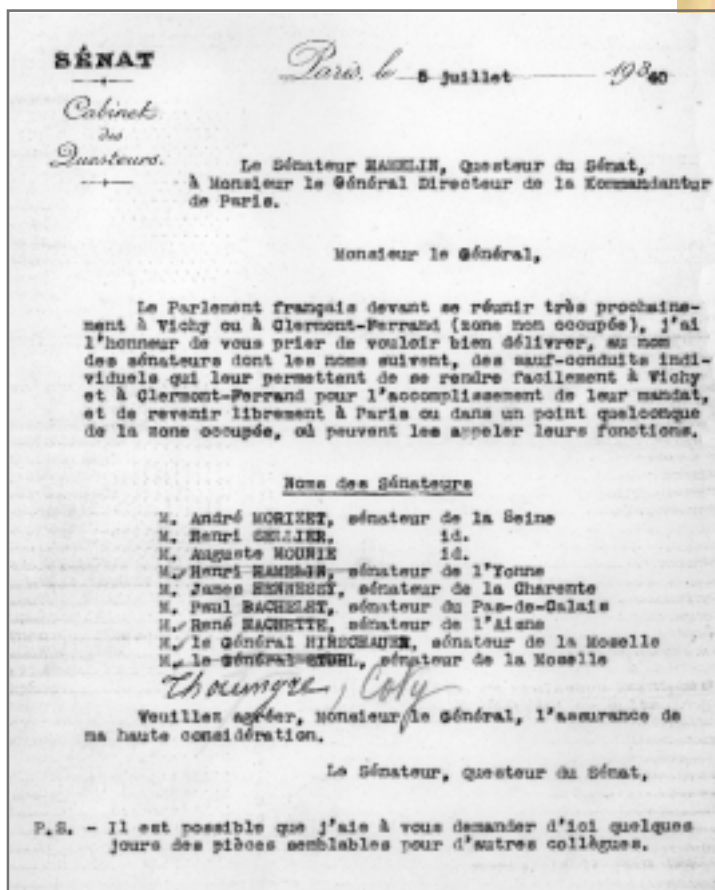 SÉNAT
Cabinet
des
Questeurs.
Paris, le 5 juillet 1940
Le Sénateur HAMELIN, Questeur du Sénat,
à Monsieur le Général Directeur de la Kommandantur
de Paris.
Monsieur le Général,
Le Parlement français devant se réunir très prochaine-
ment à Vichy ou à Clermont-Ferrand (zone non occupée), j'ai
l'honneur de vous prier de vouloir bien délivrer, au nom
des sénateurs dont les noms suivent, des sauf-conduits indi-
viduels qui leur permettant de se rendre facilement à Vichy
et à Clermont-Ferrand pour l'accomplissement de leur mandat,
et de revenir librement à Paris ou dans un point quelconque
de la zone occupée, où peuvent les appeler leurs fonctions.
Noms des Sénateurs
M. André MORIZET, sénateur de la Seine
M. Henri SELLIER, id.
M. Auguste MOUNIE id.
M. Henri HAMELIN, sénateur de l'Yonne
M. James HENNESSY, sénateur de la Charente
M. Paul BACHELET, sénateur du Pas-de-Calais
M. René HACHETTE, sénateur de l'Aisne
M. le Général HIRSCHAUER, sénateur de la Moselle
M. le Général STUHL, sénateur de la Moselle
Coty
Veuillez agréer, Monsieur le Général, l'assurance de
ma haute considération.
Le Sénateur, questeur du Sénat,
P.S. - Il est possible que j'aie à vous demander d'ici quelques
jours des pièces semblables pour d'autres collègues.